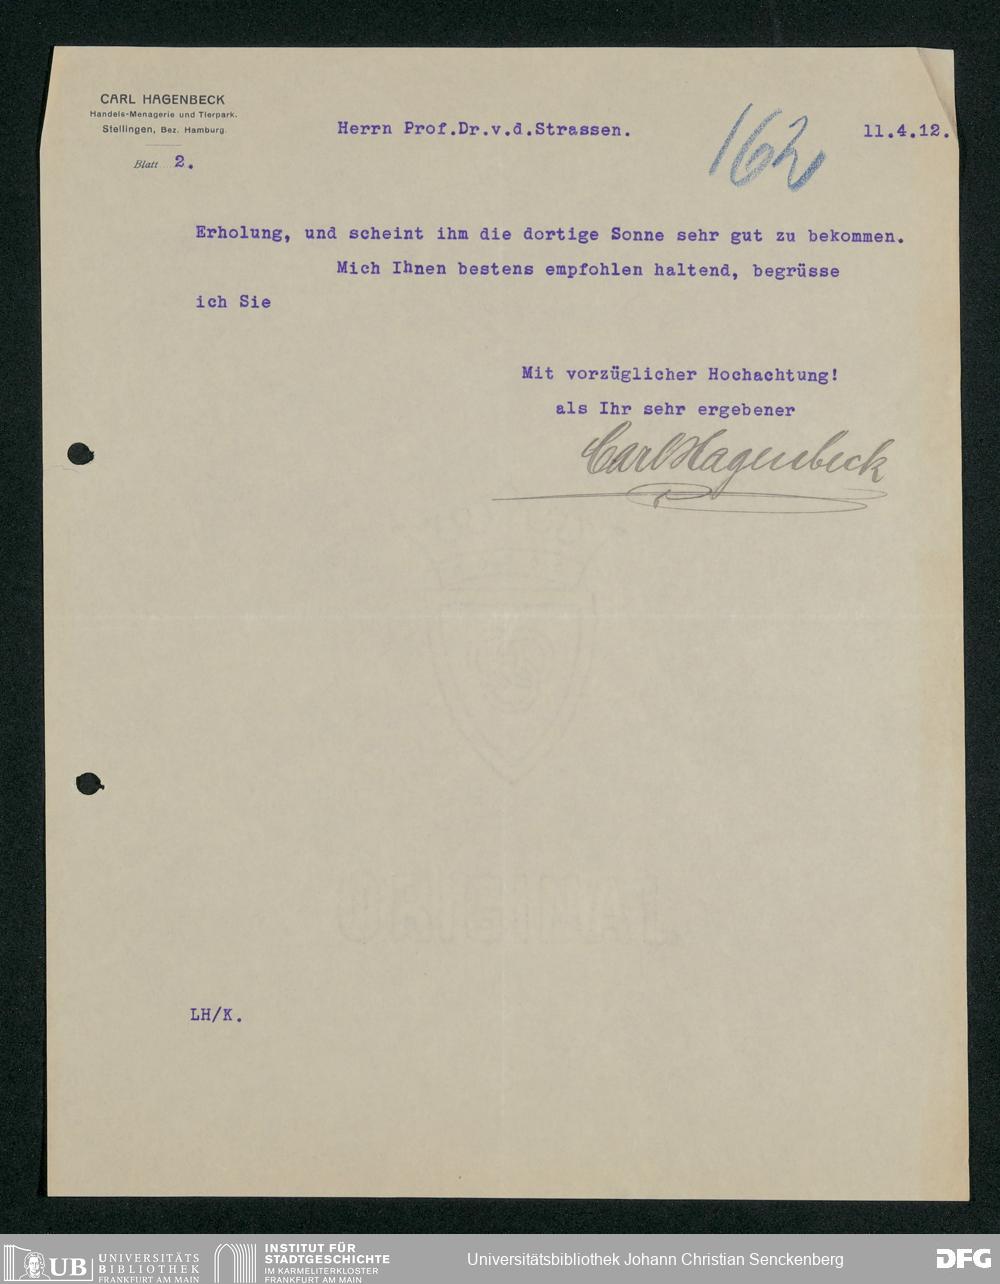 CARL HAGENBECK
Handels-Menagerie und Tierpark.
Stellingen, Bez. Hamburg.
Blatt 2.
Herrn Prof.Dr.v.d.Strassen.
162
11.4.12.
Erholung, und scheint ihm die dortige Sonne sehr gut zu bekommen.
Mich Ihnen bestens empfohlen haltend, begrüsse
ich Sie
Mit vorzüglicher Hochachtung!
als Ihr sehr ergebener
Carl Hagenbeck
LH/K.
UB UNIVERSITÄTS
BIBLIOTHEK
FRANKFURT AM MAIN
INSTITUT FÜR
STADTGESCHICHTE
IM KARMELITERKLOSTER
FRANKFURT AM MAIN
Universitätsbibliothek Johann Christian Senckenberg
DFG